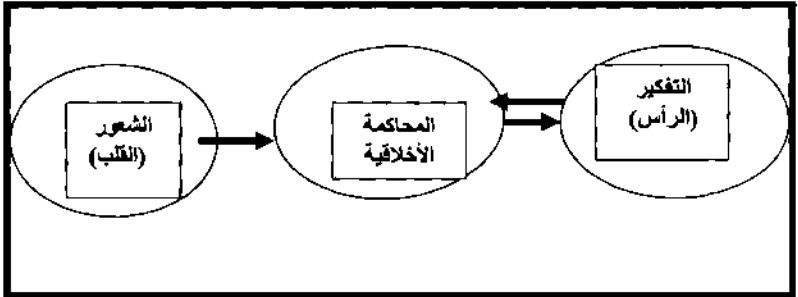 الشعور
(القلب)
المحاكمة
الأخلاقية
التفكير
(الرأس)